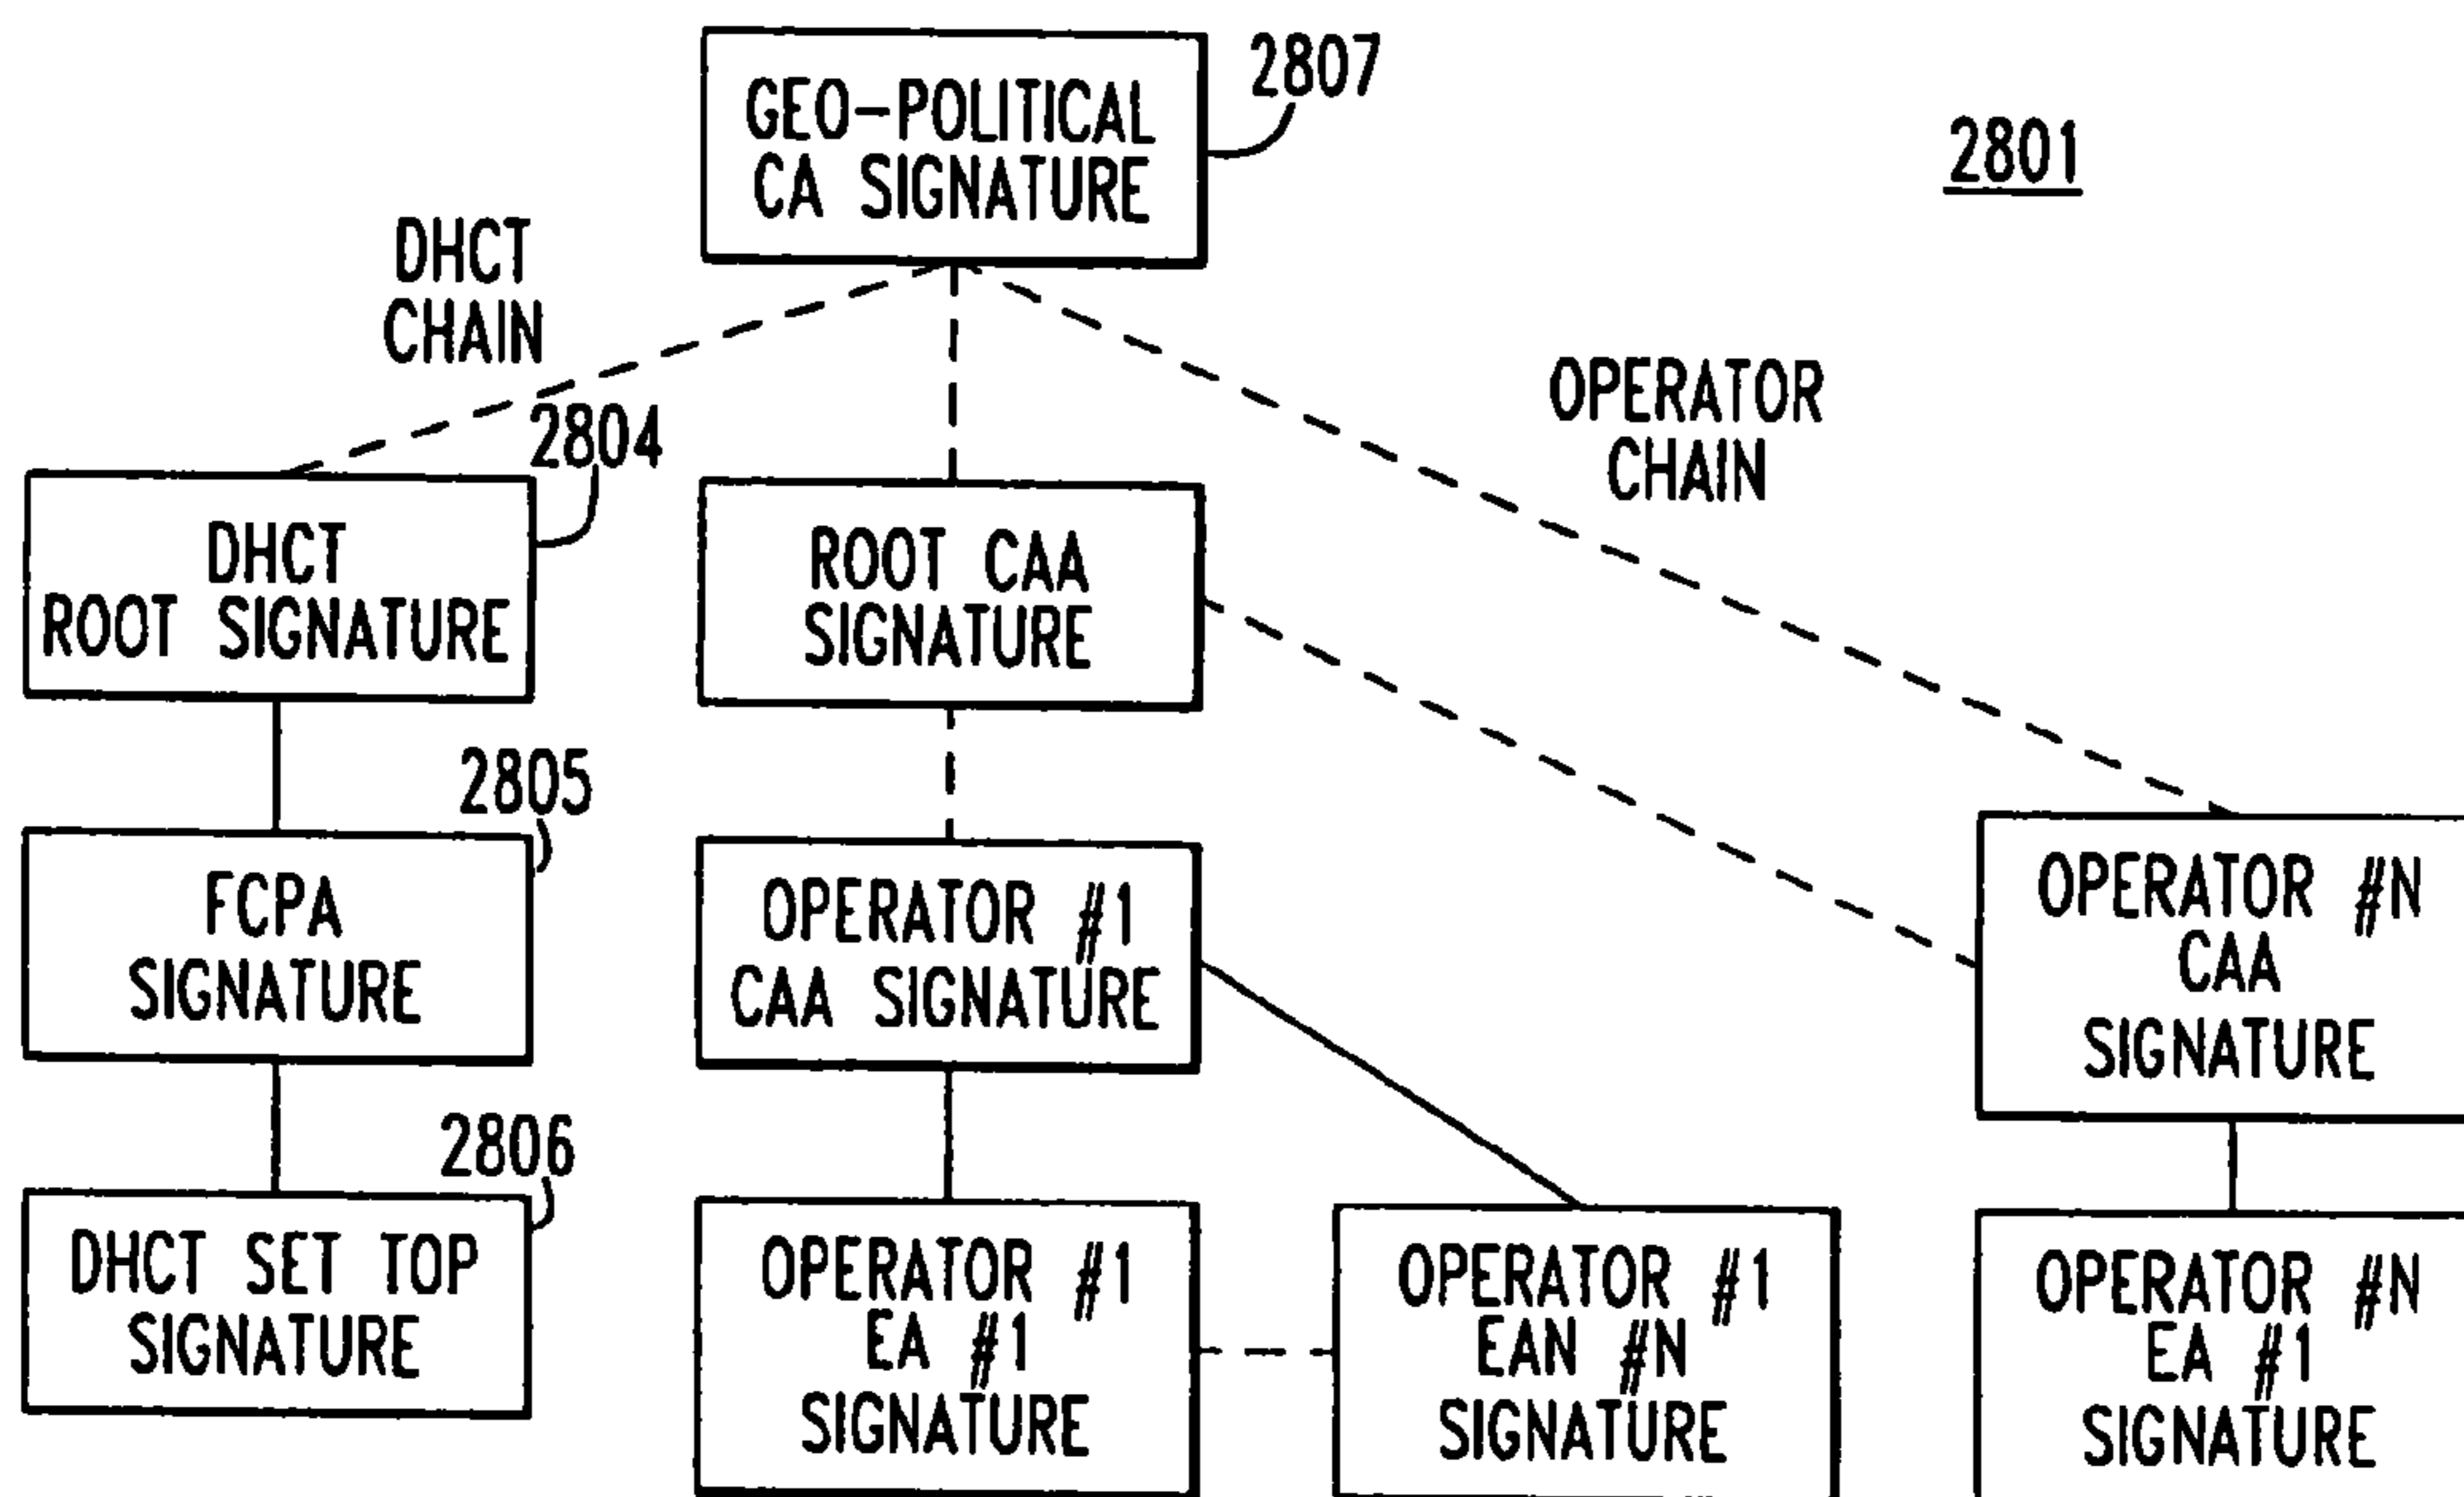 GEO-POLITICAL
CA SIGNATURE
2807
2801
DHCT
CHAIN
OPERATOR
CHAIN
2804
DHCT
ROOT SIGNATURE
ROOT CAA
SIGNATURE
2805
FCPA
SIGNATURE
OPERATOR #1
CAA SIGNATURE
OPERATOR #N
CAA
SIGNATURE
2806
DHCT SET TOP
SIGNATURE
OPERATOR #1
EA #1
SIGNATURE
OPERATOR #1
EAN #N
SIGNATURE
OPERATOR #N
EA #1
SIGNATURE